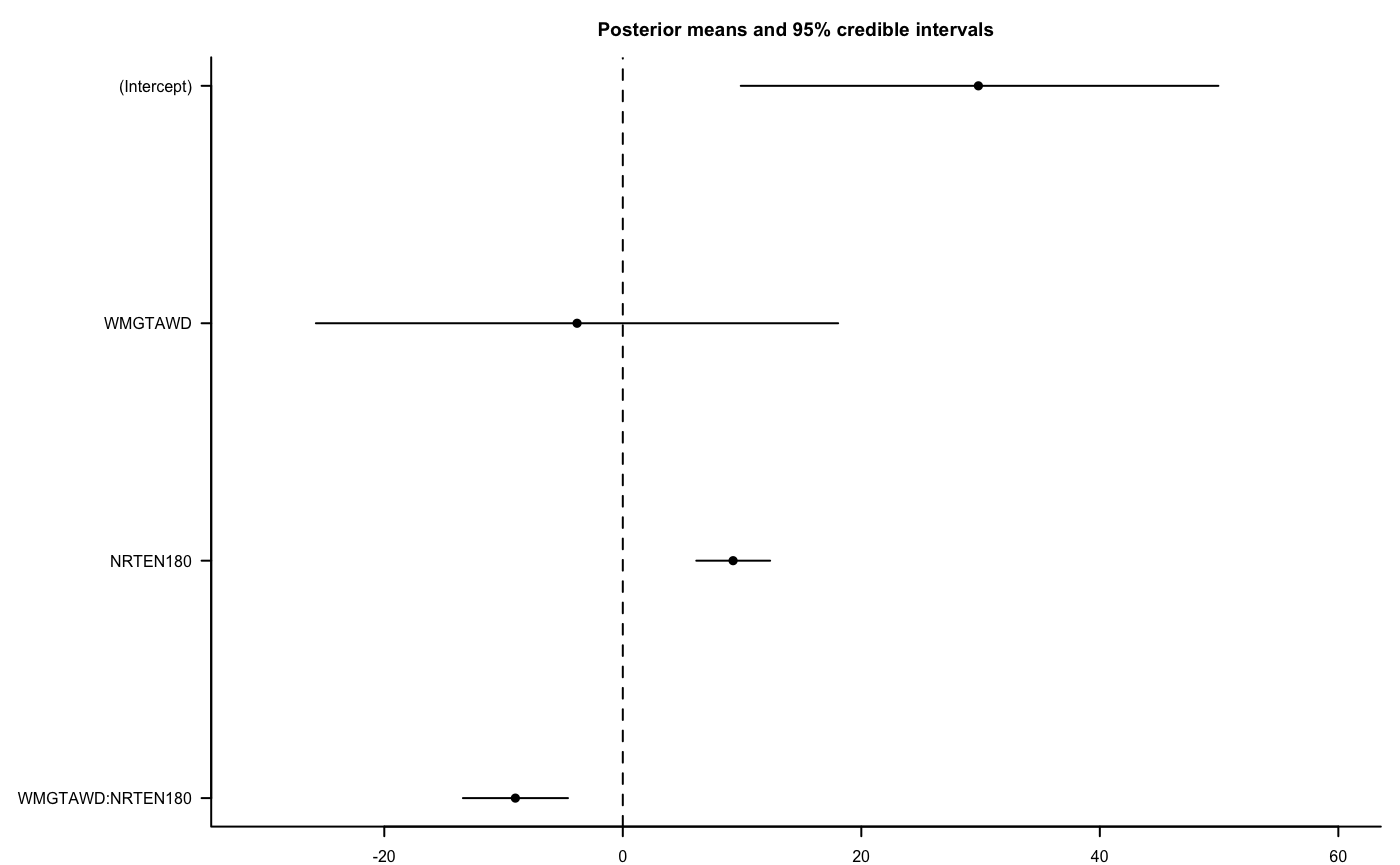 Posterior means and 95% credible intervals
(Intercept)
WMGTAWD
NRTEN180
WMGTAWD:NRTEN180
-20 0 20 40 60